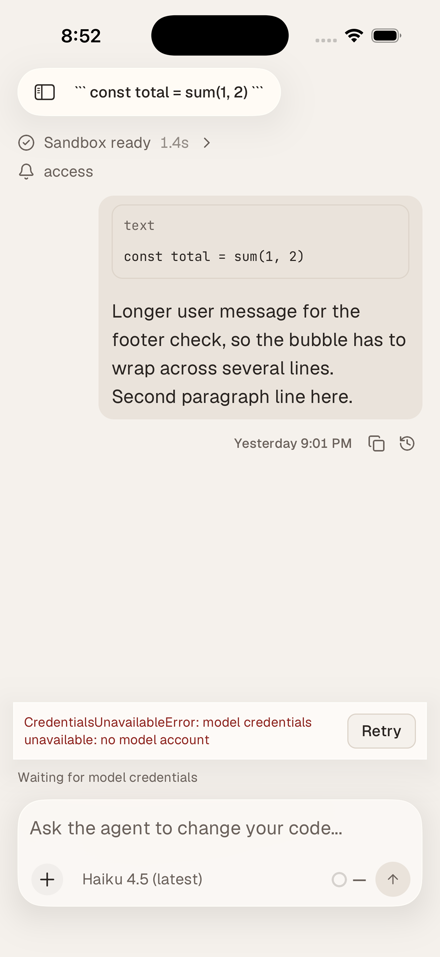 8:52
``` const total = sum(1, 2) ```
Sandbox ready 1.4s
access
text
const total = sum(1, 2)
Longer user message for the
footer check, so the bubble has to
wrap across several lines.
Second paragraph line here.
Yesterday 9:01 PM
CredentialsUnavailableError: model credentials
unavailable: no model account
Retry
Waiting for model credentials
Ask the agent to change your code...
Haiku 4.5 (latest)